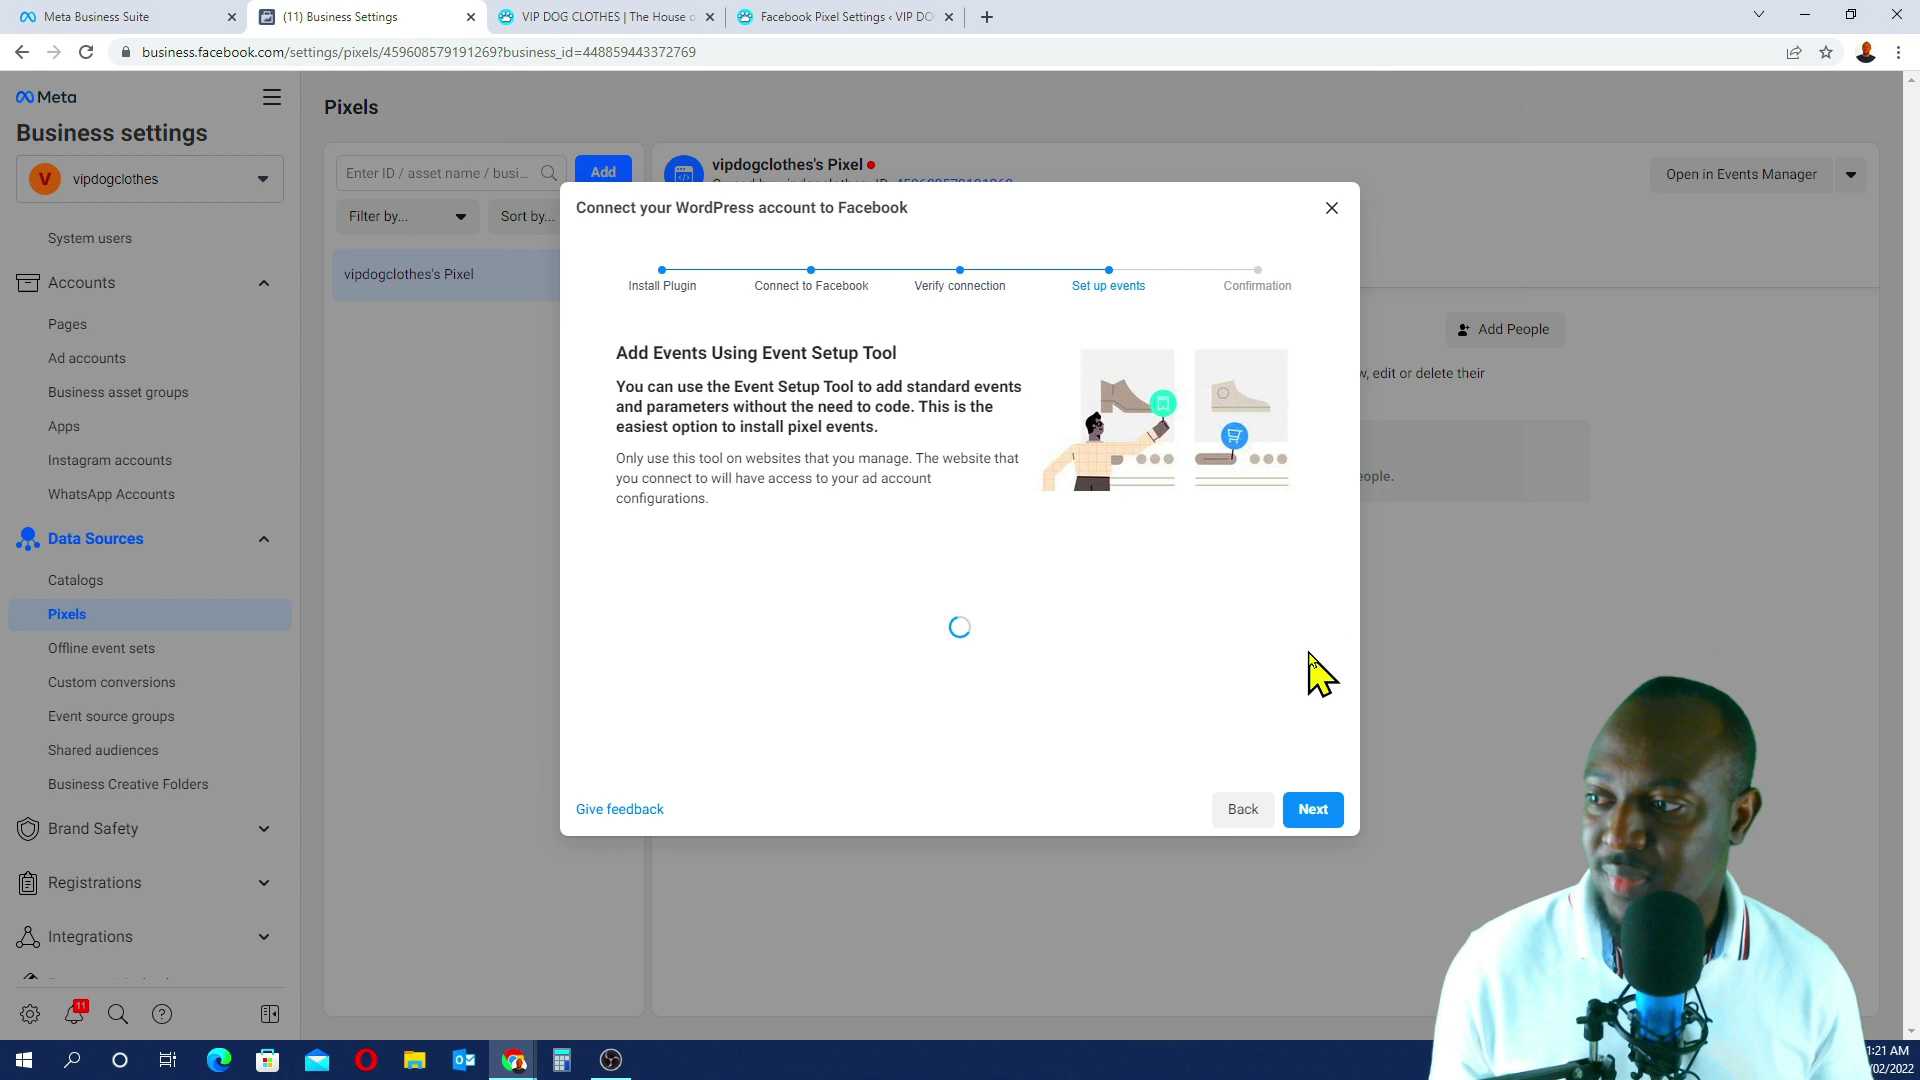 Meta Business Suite
(11) Business Settings
VIP DOG CLOTHES | The House o
Facebook Pixel Settings ‹ VIP DO
business.facebook.com/settings/pixels/459608579191269?business_id=448859443372769
Meta
Business settings
V
vipdogclothes
System users
Accounts
Pages
Ad accounts
Business asset groups
Apps
Instagram accounts
WhatsApp Accounts
Data Sources
Catalogs
Pixels
Offline event sets
Custom conversions
Event source groups
Shared audiences
Business Creative Folders
Brand Safety
Registrations
Integrations
11
Pixels
Enter ID / asset name / busi...
Add
Filter by...
Sort by...
vipdogclothes's Pixel
vipdogclothes's Pixel
Open in Events Manager
Add People
w, edit or delete their
eople.
Connect your WordPress account to Facebook
Install Plugin
Connect to Facebook
Verify connection
Set up events
Confirmation
Add Events Using Event Setup Tool
You can use the Event Setup Tool to add standard events
and parameters without the need to code. This is the
easiest option to install pixel events.
Only use this tool on websites that you manage. The website that
you connect to will have access to your ad account
configurations.
Give feedback
Back
Next
1:21 AM
/02/2022